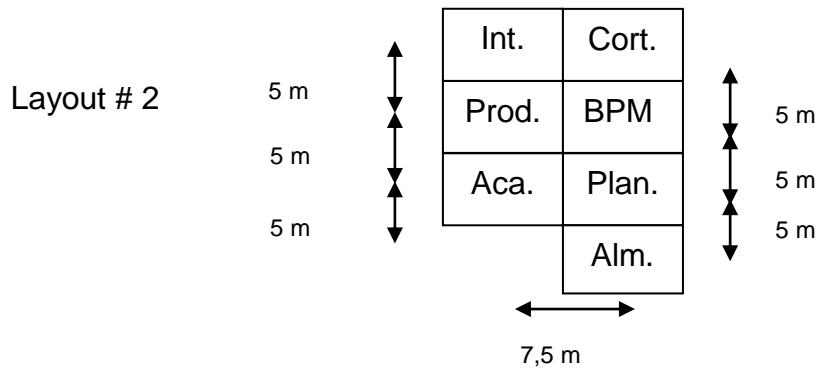 Int. Cort.
Layout # 2 5 m Prod. BPM 5 m
5 m Aca. Plan. 5 m
5 m Alm. 5 m
7,5 m